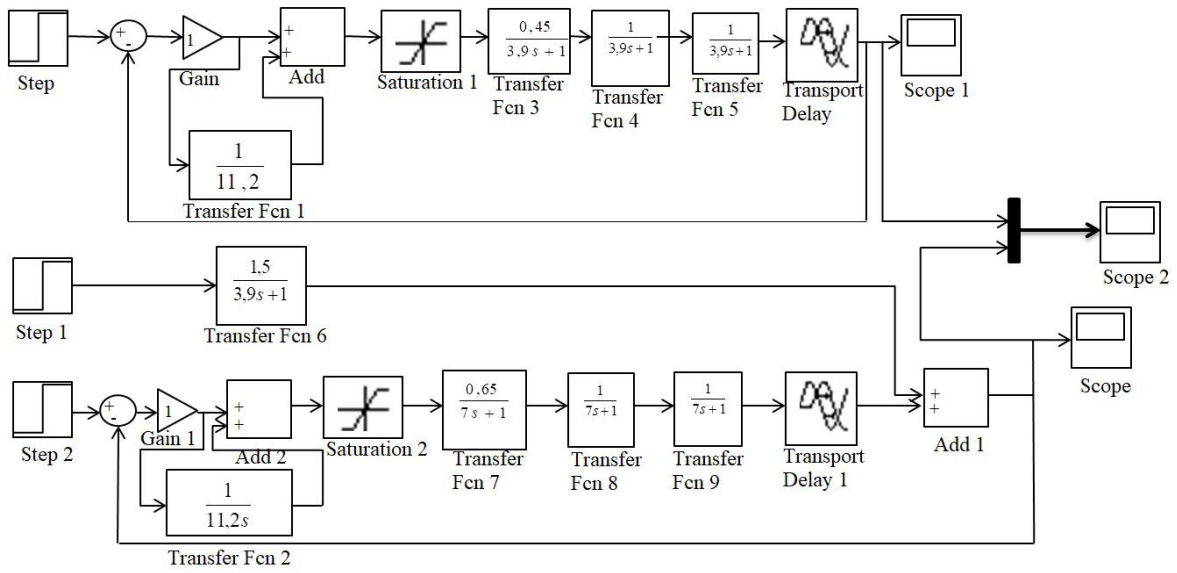 Step
+
-
1
Gain
+
+
Add
Saturation 1
0,45
3,9 s + 1
Transfer
Fcn 3
1
3,9s+1
Transfer
Fcn 4
1
3,9s+1
Transfer
Fcn 5
Transport
Delay
Scope 1
1
11 ,2
Transfer Fcn 1
Scope 2
Step 1
1,5
3,9s+1
Transfer Fcn 6
Scope
Step 2
+
-
1
Gain 1
+
+
Add 2
Saturation 2
0,65
7 s + 1
Transfer
Fcn 7
1
7s+1
Transfer
Fcn 8
1
7s+1
Transfer
Fcn 9
Transport
Delay 1
+
+
Add 1
1
11,2s
Transfer Fcn 2